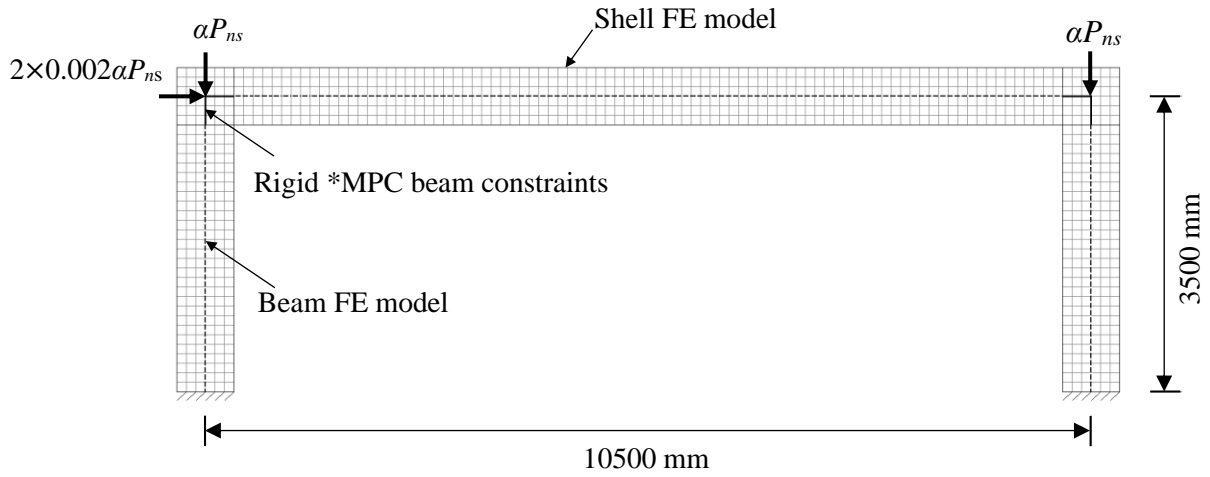 Shell FE model
αPns
αPns
2×0.002αPns
Rigid *MPC beam constraints
Beam FE model
3500 mm
10500 mm